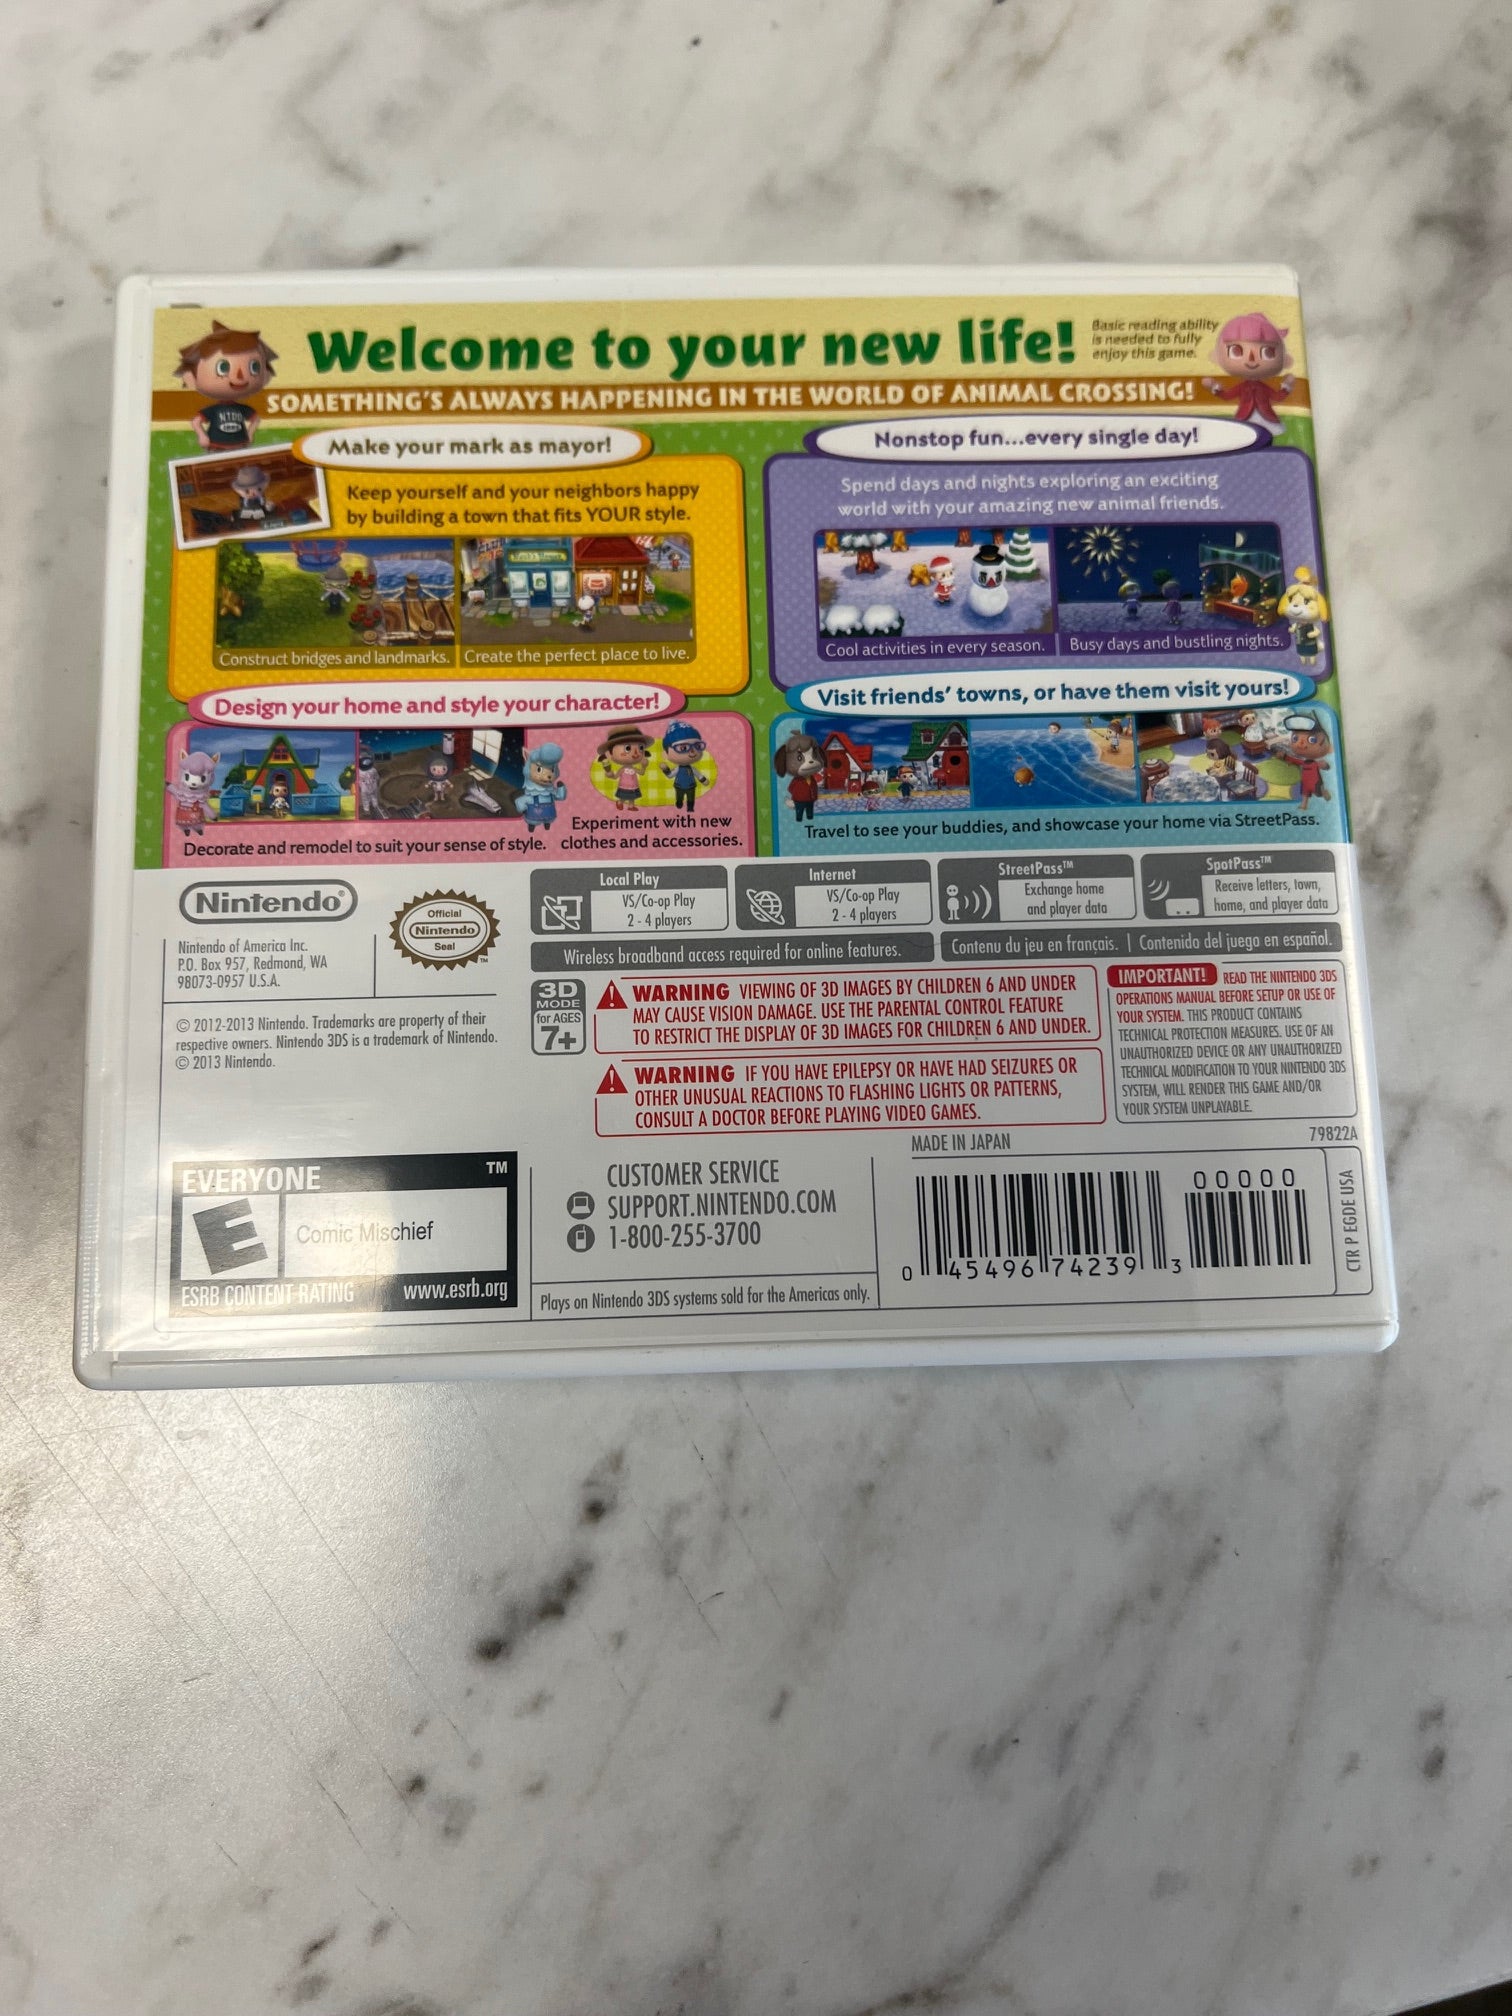 Welcome to your new life!
Basic reading ability
is needed to fully
enjoy this game.
SOMETHING'S ALWAYS HAPPENING IN THE WORLD OF ANIMAL CROSSING!
Make your mark as mayor!
Keep yourself and your neighbors happy
by building a town that fits YOUR style.
Construct bridges and landmarks.
Create the perfect place to live.
Nonstop fun...every single day!
Spend days and nights exploring an exciting
world with your amazing new animal friends.
Cool activities in every season.
Busy days and bustling nights.
Design your home and style your character!
Decorate and remodel to suit your sense of style.
Experiment with new
clothes and accessories.
Visit friends' towns, or have them visit yours!
Travel to see your buddies, and showcase your home via StreetPass.
Nintendo®
Official
Nintendo
Seal
™
Nintendo of America Inc.
P.O. Box 957, Redmond, WA
98073-0957 U.S.A.
© 2012-2013 Nintendo. Trademarks are property of their
respective owners. Nintendo 3DS is a trademark of Nintendo.
© 2013 Nintendo.
Local Play
VS/Co-op Play
2 - 4 players
Internet
VS/Co-op Play
2 - 4 players
StreetPass™
Exchange home
and player data
SpotPass™
Receive letters, town,
home, and player data
Wireless broadband access required for online features.
Contenu du jeu en français. | Contenido del juego en español.
3D
MODE
for AGES
7+
WARNING VIEWING OF 3D IMAGES BY CHILDREN 6 AND UNDER
MAY CAUSE VISION DAMAGE. USE THE PARENTAL CONTROL FEATURE
TO RESTRICT THE DISPLAY OF 3D IMAGES FOR CHILDREN 6 AND UNDER.
WARNING IF YOU HAVE EPILEPSY OR HAVE HAD SEIZURES OR
OTHER UNUSUAL REACTIONS TO FLASHING LIGHTS OR PATTERNS,
CONSULT A DOCTOR BEFORE PLAYING VIDEO GAMES.
IMPORTANT! READ THE NINTENDO 3DS
OPERATIONS MANUAL BEFORE SETUP OR USE OF
YOUR SYSTEM. THIS PRODUCT CONTAINS
TECHNICAL PROTECTION MEASURES. USE OF AN
UNAUTHORIZED DEVICE OR ANY UNAUTHORIZED
TECHNICAL MODIFICATION TO YOUR NINTENDO 3DS
SYSTEM, WILL RENDER THIS GAME AND/OR
YOUR SYSTEM UNPLAYABLE.
MADE IN JAPAN
79822A
EVERYONE
™
E
Comic Mischief
ESRB CONTENT RATING
www.esrb.org
CUSTOMER SERVICE
SUPPORT.NINTENDO.COM
1-800-255-3700
Plays on Nintendo 3DS systems sold for the Americas only.
0 45496 74239 3
00000
CTR P EGDE USA